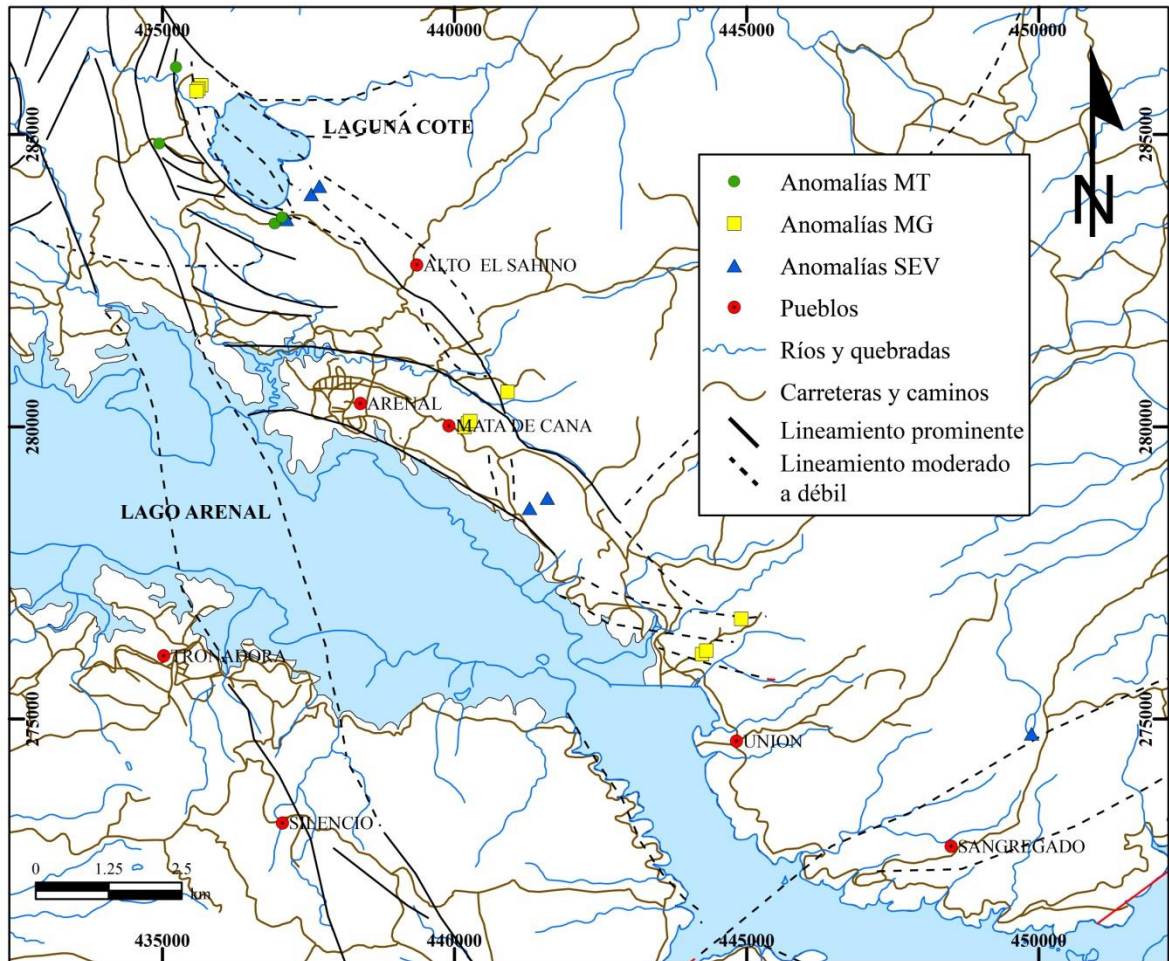 435000
440000
445000
450000
LAGUNA COTE
285000
285000
N
Anomalías MT
Anomalías MG
Anomalías SEV
Pueblos
Ríos y quebradas
Carreteras y caminos
Lineamiento prominente
Lineamiento moderado
a débil
ALTO EL SAHINO
ARENAL
MATA DE CANA
280000
280000
LAGO ARENAL
TRONADORA
275000
275000
UNION
SILENCIO
SANGREGADO
0 1.25 2.5
km
435000
440000
445000
450000